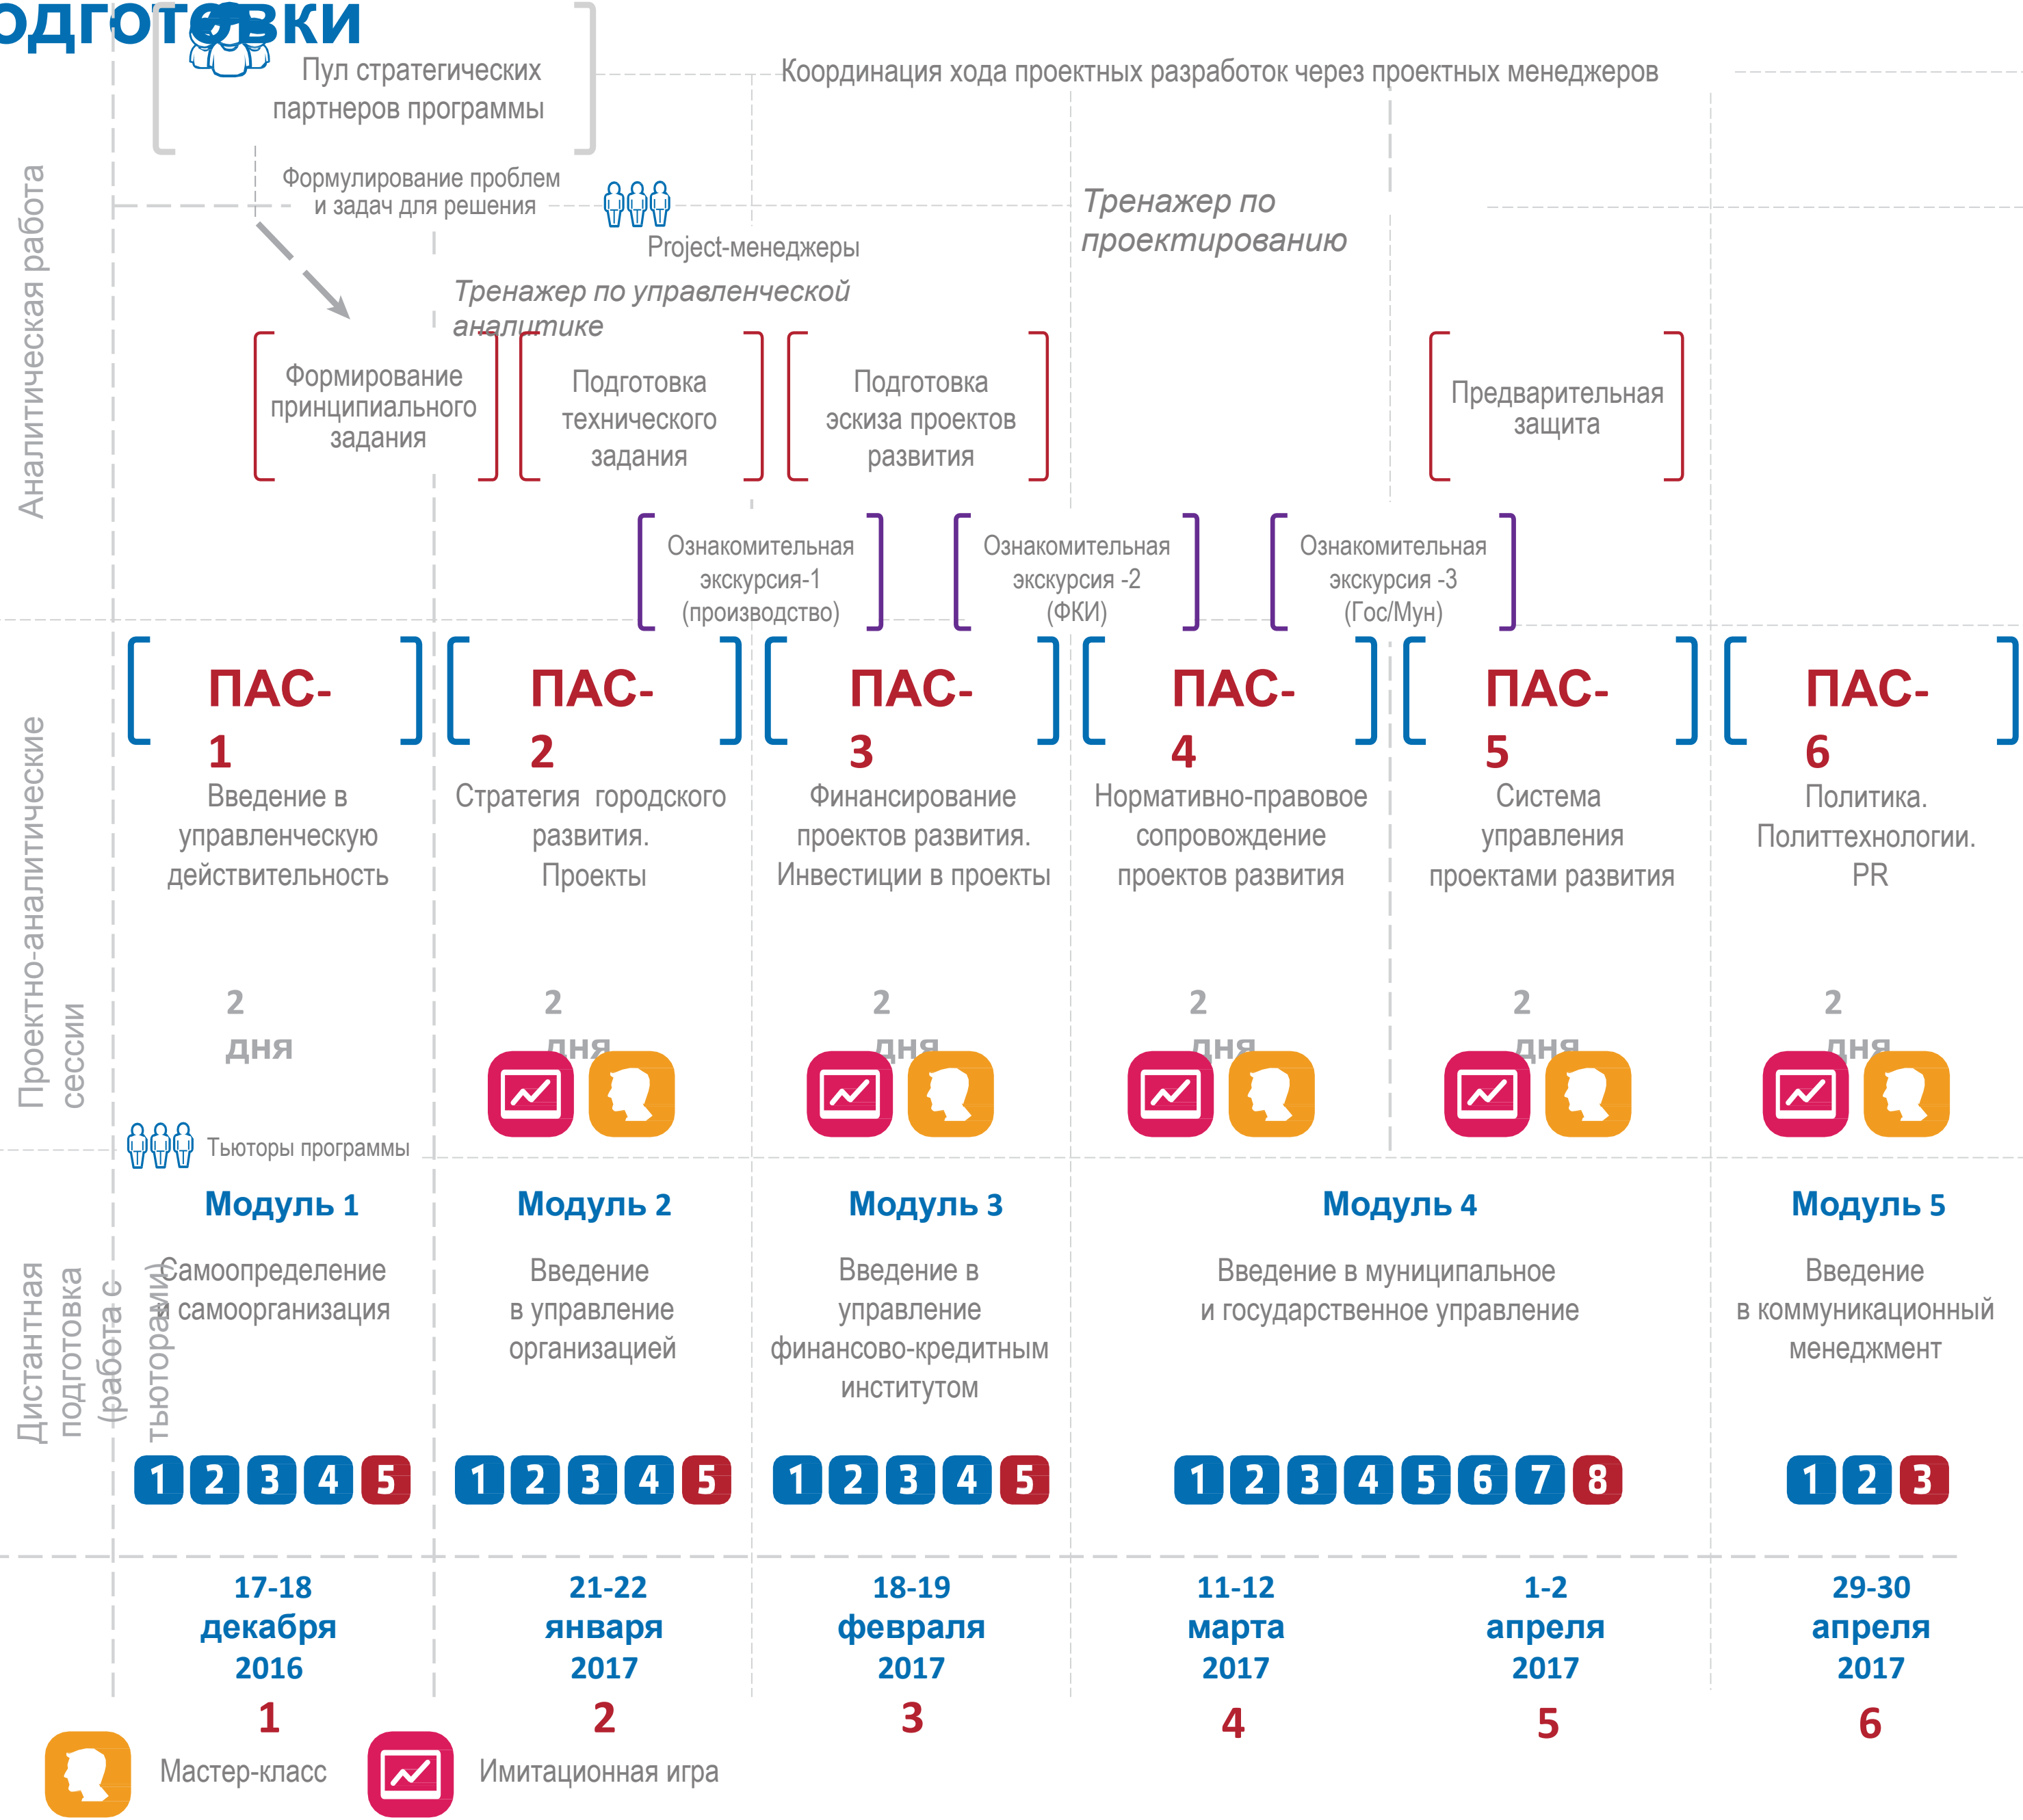 одготовки
Пул стратегических
партнеров программы
Координация хода проектных разработок через проектных менеджеров
Аналитическая работа
Формулирование проблем
и задач для решения
Project-менеджеры
Тренажер по
проектированию
Тренажер по управленческой
аналитике
Формирование
принципиального
задания
Подготовка
технического
задания
Подготовка
эскиза проектов
развития
Предварительная
защита
Ознакомительная
экскурсия-1
(производство)
Ознакомительная
экскурсия -2
(ФКИ)
Ознакомительная
экскурсия -3
(Гос/Мун)
Проектно-аналитические
сессии
ПАС-
1
Введение в
управленческую
действительность
2
дня
ПАС-
2
Стратегия городского
развития.
Проекты
2
дня
ПАС-
3
Финансирование
проектов развития.
Инвестиции в проекты
2
дня
ПАС-
4
Нормативно-правовое
сопровождение
проектов развития
2
дня
ПАС-
5
Система
управления
проектами развития
2
дня
ПАС-
6
Политика.
Политтехнологии.
PR
2
дня
Тьюторы программы
Дистантная
подготовка
(работа с
тьюторами)
Модуль 1
Самоопределение
и самоорганизация
1 2 3 4 5
Модуль 2
Введение
в управление
организацией
1 2 3 4 5
Модуль 3
Введение в
управление
финансово-кредитным
институтом
1 2 3 4 5
Модуль 4
Введение в муниципальное
и государственное управление
1 2 3 4 5 6 7 8
Модуль 5
Введение
в коммуникационный
менеджмент
1 2 3
17-18
декабря
2016
1
21-22
января
2017
2
18-19
февраля
2017
3
11-12
марта
2017
4
1-2
апреля
2017
5
29-30
апреля
2017
6
Мастер-класс
Имитационная игра